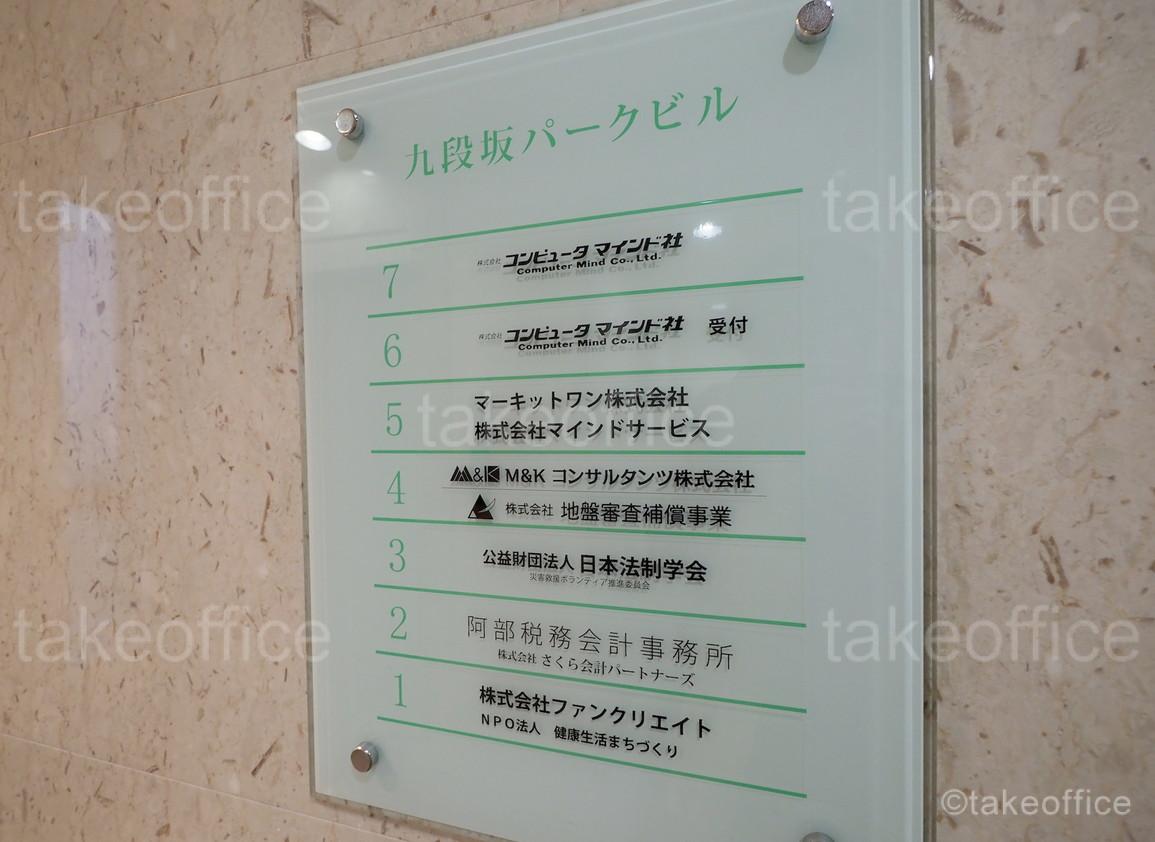 九段坂パークビル
7
株式会社 コンピュータ マインド社
Computer Mind Co., Ltd.
6
株式会社 コンピュータ マインド社 受付
Computer Mind Co., Ltd.
5
マーキットワン株式会社
株式会社マインドサービス
4
M&K M&K コンサルタンツ株式会社
株式会社 地盤審査補償事業
3
公益財団法人 日本法制学会
災害救援ボランティア推進委員会
2
阿部税務会計事務所
株式会社 さくら会計パートナーズ
1
株式会社ファンクリエイト
NPO法人 健康生活まちづくり
takeoffice
takeoffice
takeoffice
takeoffice
takeoffice
©takeoffice